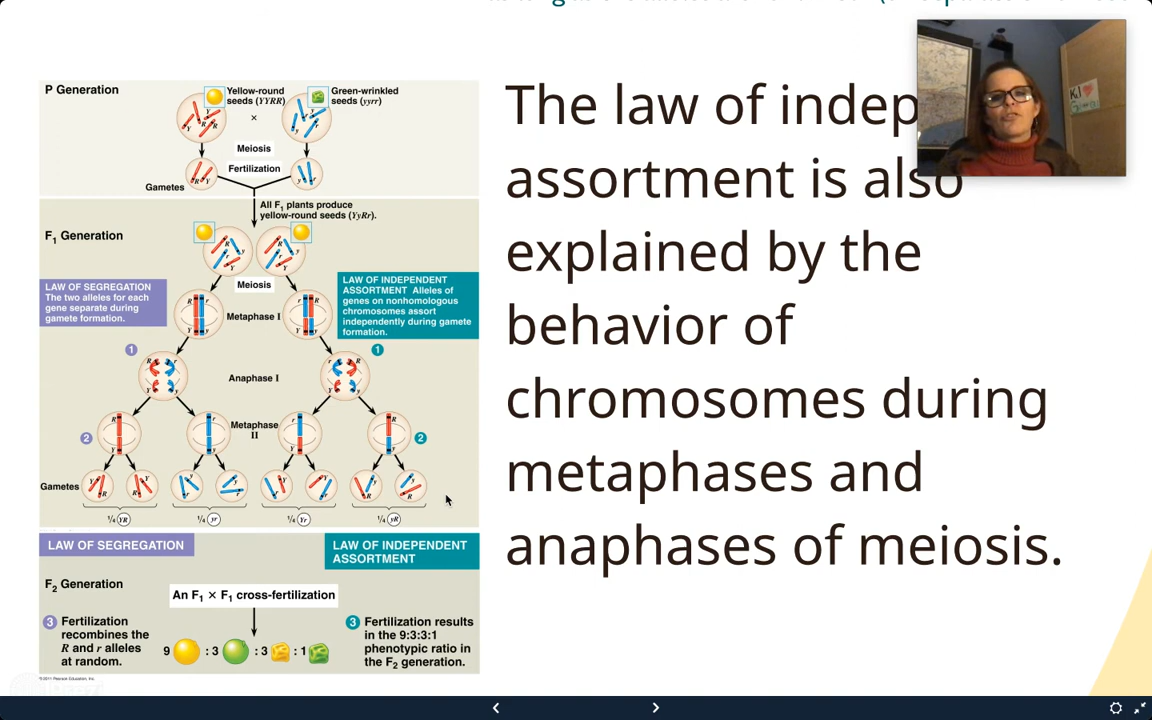 P Generation
Yellow-round
seeds (YYRR)
×
Green-wrinkled
seeds (yyrr)
Meiosis
Fertilization
Gametes
All F1 plants produce
yellow-round seeds (YyRr).
F1 Generation
Meiosis
LAW OF SEGREGATION
The two alleles for each
gene separate during
gamete formation.
LAW OF INDEPENDENT
ASSORTMENT Alleles of
genes on nonhomologous
chromosomes assort
independently during gamete
formation.
Metaphase I
1
1
Anaphase I
Metaphase
II
2
2
Gametes
1/4 YR
1/4 yr
1/4 Yr
1/4 yR
LAW OF SEGREGATION
LAW OF INDEPENDENT
ASSORTMENT
F2 Generation
An F1 × F1 cross-fertilization
3 Fertilization
recombines the
R and r alleles
at random.
9 : 3 : 3 : 1
3 Fertilization results
in the 9:3:3:1
phenotypic ratio in
the F2 generation.
©2011 Pearson Education, Inc.
The law of indep
assortment is also
explained by the
behavior of
chromosomes during
metaphases and
anaphases of meiosis.